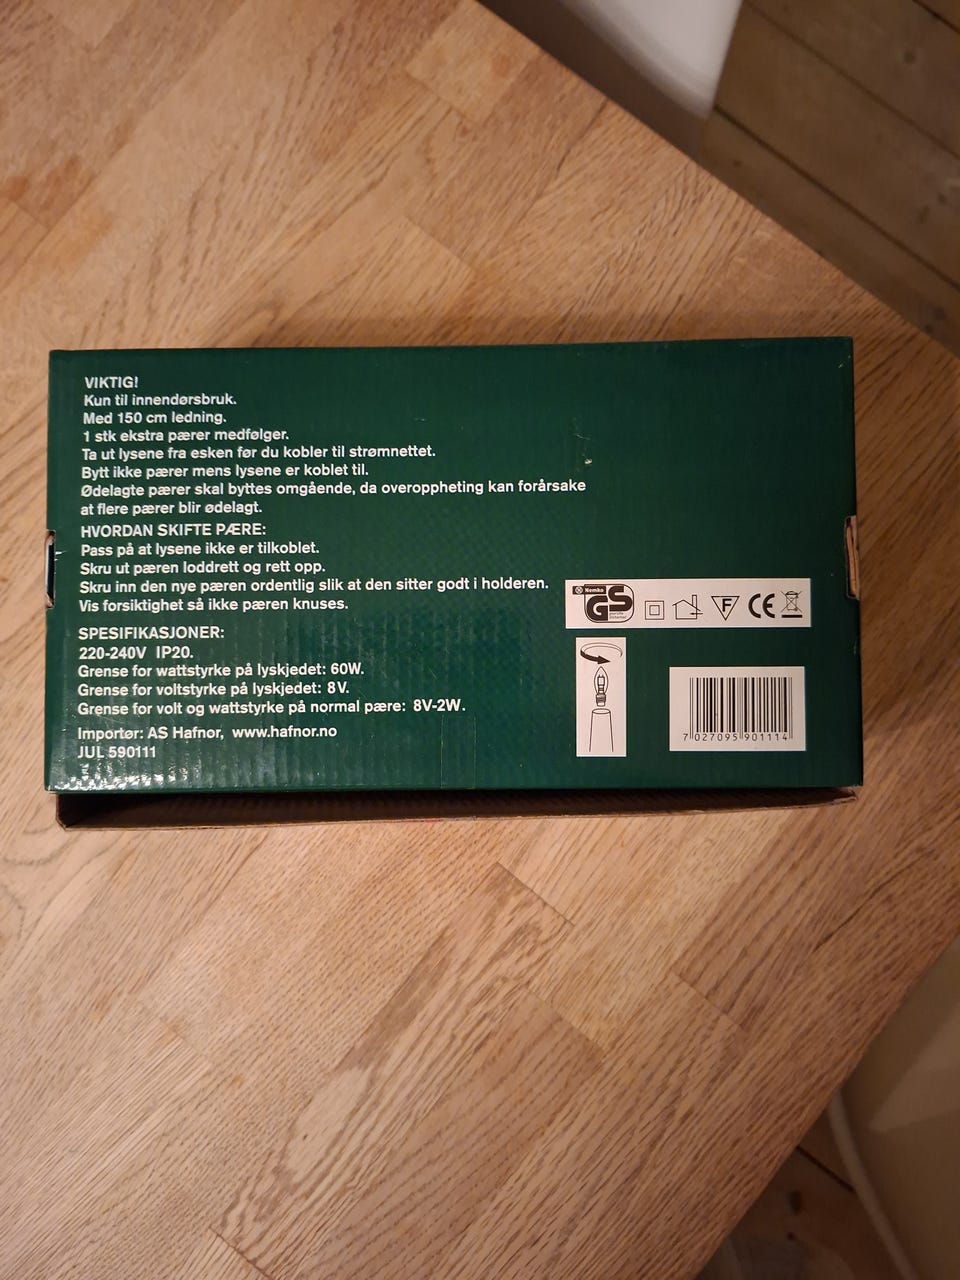 VIKTIG!
Kun til innendørsbruk.
Med 150 cm ledning.
1 stk ekstra pærer medfølger.
Ta ut lysene fra esken før du kobler til strømnettet.
Bytt ikke pærer mens lysene er koblet til.
Ødelagte pærer skal byttes omgående, da overoppheting kan forårsake
at flere pærer blir ødelagt.
HVORDAN SKIFTE PÆRE:
Pass på at lysene ikke er tilkoblet.
Skru ut pæren loddrett og rett opp.
Skru inn den nye pæren ordentlig slik at den sitter godt i holderen.
Vis forsiktighet så ikke pæren knuses.
SPESIFIKASJONER:
220-240V IP20.
Grense for wattstyrke på lyskjedet: 60W.
Grense for voltstyrke på lyskjedet: 8V.
Grense for volt og wattstyrke på normal pære: 8V-2W.
Importør: AS Hafnor, www.hafnor.no
JUL 590111
Nemko
GS
F
CE
7 027095 901114